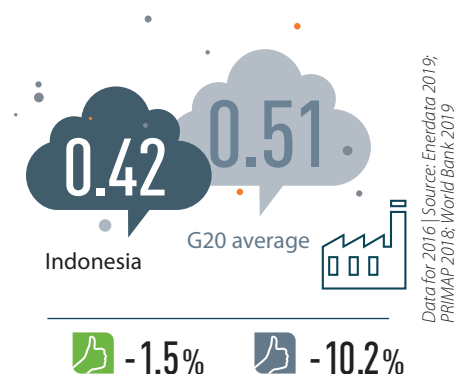 0.42
0.51
Indonesia
G20 average
-1.5%
-10.2%
Data for 2016 | Source: Enerdata 2019;
PRIMAP 2018; World Bank 2019